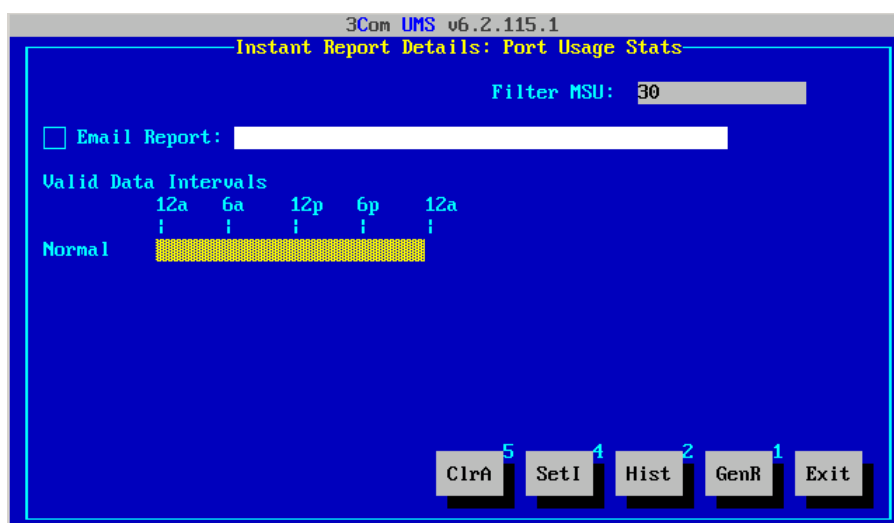 3Com UMS v6.2.115.1
Instant Report Details: Port Usage Stats
Filter MSU: 30
Email Report:
Valid Data Intervals
12a 6a 12p 6p 12a
Normal
5 4 2 1
ClrA SetI Hist GenR Exit